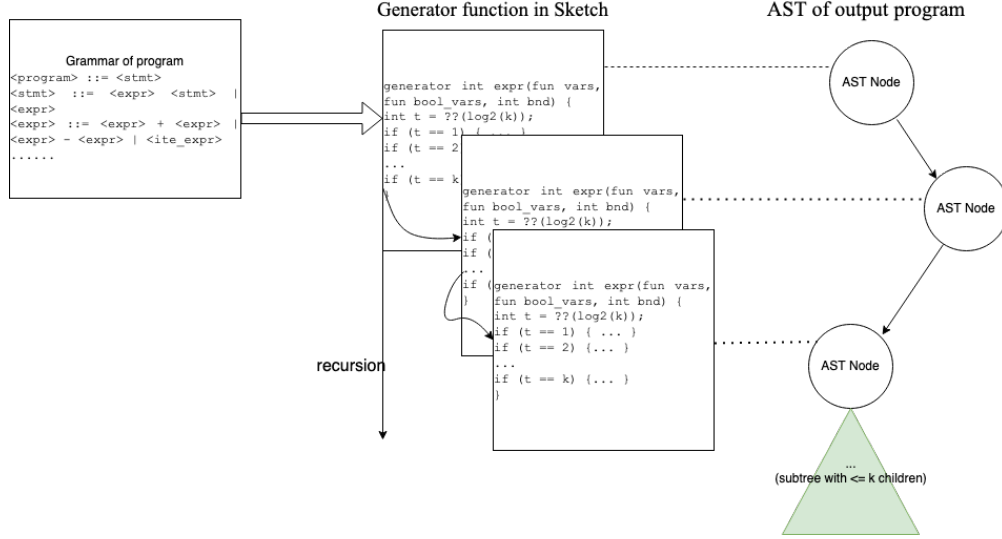 Generator function in Sketch
AST of output program
Grammar of program
<program> ::= <stmt>
<stmt> ::= <expr> <stmt> |
<expr>
<expr> ::= <expr> + <expr> |
<expr> - <expr> | <ite_expr>
......
generator int expr(fun vars,
fun bool_vars, int bnd) {
int t = ??(log2(k));
if (t == 1) { ... }
if (t == 2
...
if (t == k
}
generator int expr(fun vars,
fun bool_vars, int bnd) {
int t = ??(log2(k));
if (
if (
...
if (
}
generator int expr(fun vars,
fun bool_vars, int bnd) {
int t = ??(log2(k));
if (t == 1) { ... }
if (t == 2) {... }
...
if (t == k) {... }
}
recursion
AST Node
AST Node
AST Node
...
(subtree with <= k children)